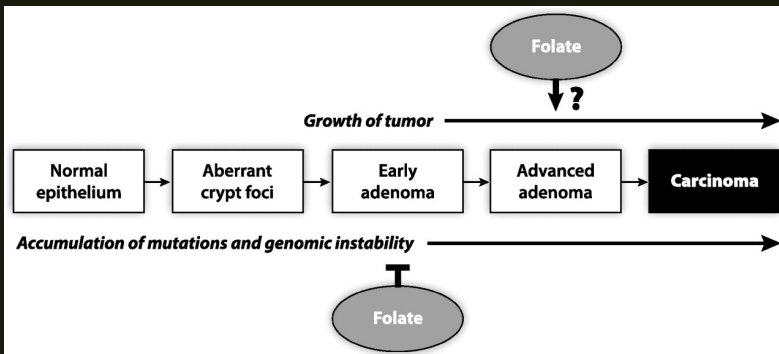 Folate
?
Growth of tumor
Normal
epithelium
Aberrant
crypt foci
Early
adenoma
Advanced
adenoma
Carcinoma
Accumulation of mutations and genomic instability
Folate